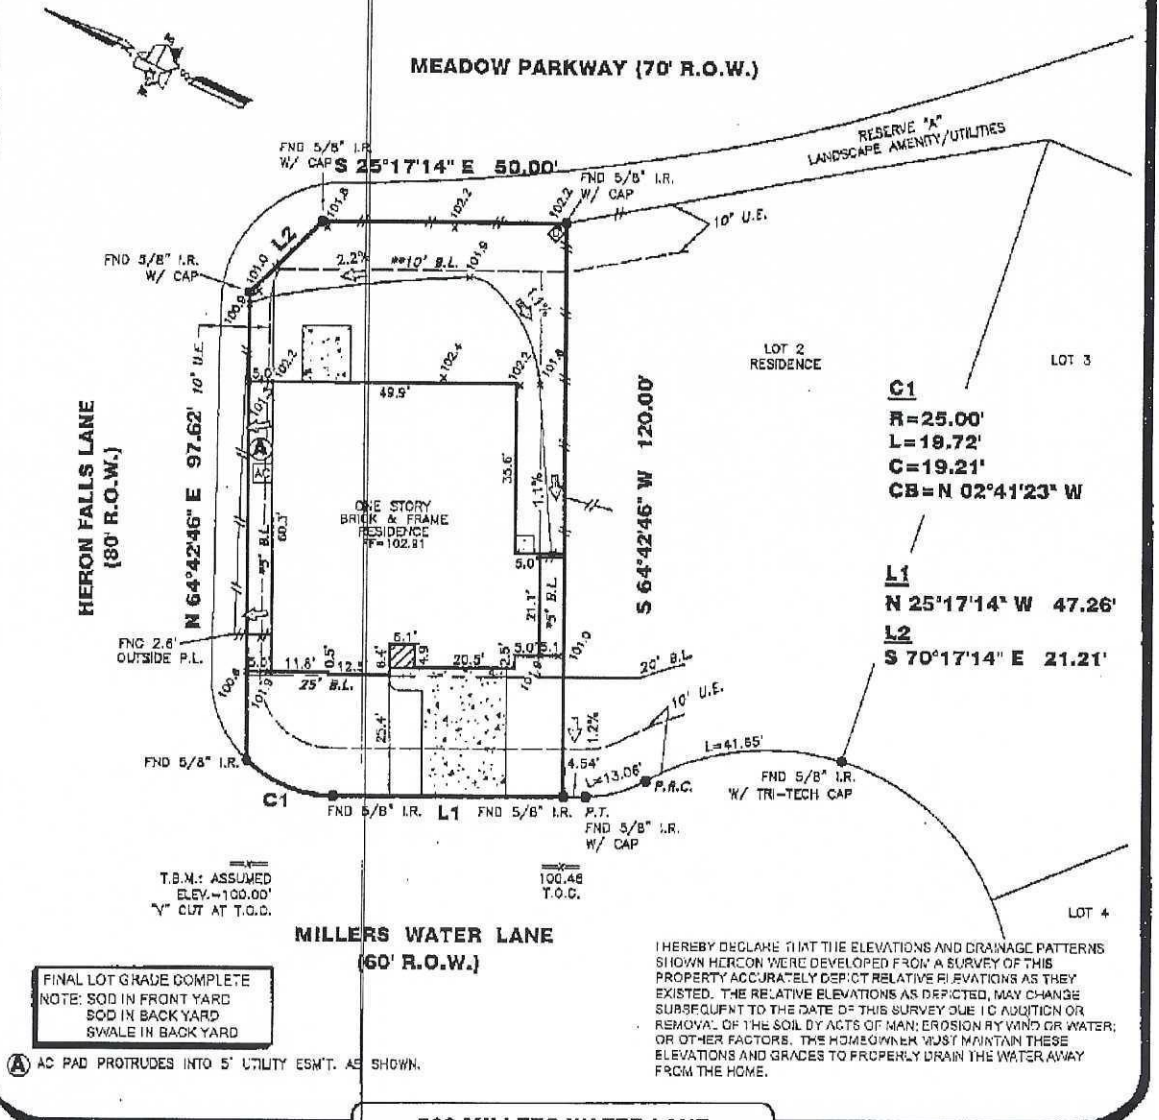 MEADOW PARKWAY (70' R.O.W.)
RESERVE "A"
LANDSCAPE AMENITY/UTILITIES
FND 5/8" I.R.
W/ CAP
S 25°17'14" E 50.00'
FND 5/8" I.R.
W/ CAP
101.8
102.2
102.2
10' U.E.
L2
FND 5/8" I.R.
W/ CAP
101.0
2.2%
**10' B.L.
101.9
100.9
1.1%
10' U.E.
5.0'
102.2
102.4
102.2
101.8
49.9'
LOT 2
RESIDENCE
LOT 3
C1
R=25.00'
L=19.72'
C=19.21'
CB=N 02°41'23" W
HERON FALLS LANE
(80' R.O.W.)
N 64°42'46" E 97.62'
A
AC
35.6'
1.1%
S 64°42'46" W 120.00'
ONE STORY
BRICK & FRAME
RESIDENCE
FF=102.91
60.3'
*5' B.L.
5.0'
21.1'
*5' B.L.
L1
N 25°17'14" W 47.26'
L2
S 70°17'14" E 21.21'
FNC 2.6'
OUTSIDE P.L.
6.1'
5.0'
11.8'
0.5'
12.5'
6.4'
4.9
20.5'
2.5'
5.0'
5.1
101.0
20' B.L.
100.8
101.9
25' B.L.
101.9
10' U.E.
25.4'
1.2%
FND 5/8" I.R.
4.54'
L=13.06'
L=41.65'
P.R.C.
FND 5/8" I.R.
W/ TRI-TECH CAP
C1
FND 5/8" I.R.
L1
FND 5/8" I.R.
P.T.
FND 5/8" I.R.
W/ CAP
T.B.M.: ASSUMED
ELEV.=100.00'
"V" CUT AT T.O.C.
100.46
T.O.C.
LOT 4
MILLERS WATER LANE
(60' R.O.W.)
FINAL LOT GRADE COMPLETE
NOTE: SOD IN FRONT YARD
SOD IN BACK YARD
SWALE IN BACK YARD
A AC PAD PROTRUDES INTO 5' UTILITY ESM'T. AS SHOWN.
I HEREBY DECLARE THAT THE ELEVATIONS AND DRAINAGE PATTERNS
SHOWN HEREON WERE DEVELOPED FROM A SURVEY OF THIS
PROPERTY ACCURATELY DEPICT RELATIVE ELEVATIONS AS THEY
EXISTED. THE RELATIVE ELEVATIONS AS DEPICTED, MAY CHANGE
SUBSEQUENT TO THE DATE OF THIS SURVEY DUE TO ADDITION OR
REMOVAL OF THE SOIL BY ACTS OF MAN; EROSION BY WIND OR WATER;
OR OTHER FACTORS. THE HOMEOWNER MUST MAINTAIN THESE
ELEVATIONS AND GRADES TO PROPERLY DRAIN THE WATER AWAY
FROM THE HOME.
MILLERS WATER LANE